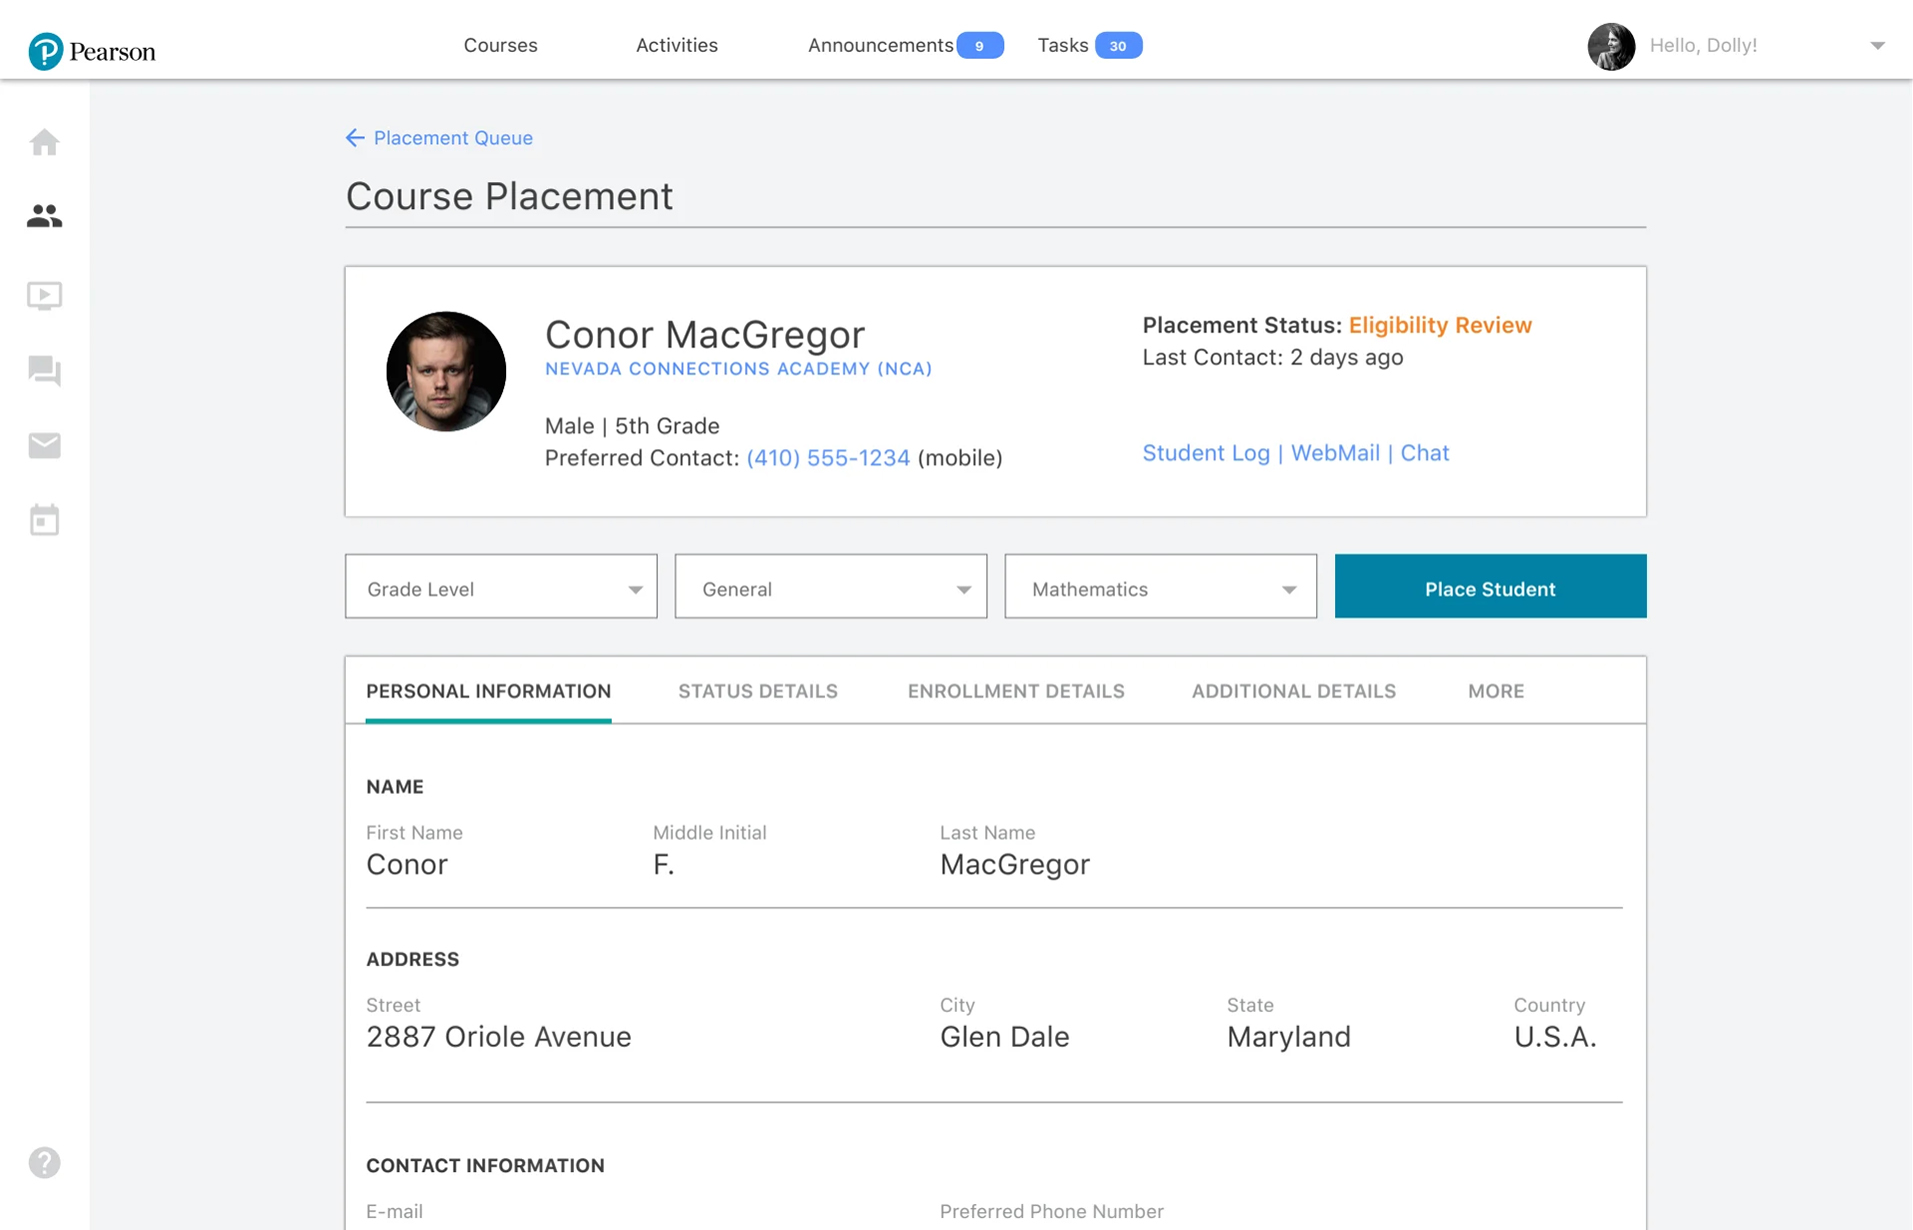 Pearson
Courses
Activities
Announcements 9
Tasks 30
Hello, Dolly!
Placement Queue
Course Placement
Conor MacGregor
NEVADA CONNECTIONS ACADEMY (NCA)
Male | 5th Grade
Preferred Contact: (410) 555-1234 (mobile)
Placement Status: Eligibility Review
Last Contact: 2 days ago
Student Log | WebMail | Chat
Grade Level
General
Mathematics
Place Student
PERSONAL INFORMATION
STATUS DETAILS
ENROLLMENT DETAILS
ADDITIONAL DETAILS
MORE
NAME
First Name
Conor
Middle Initial
F.
Last Name
MacGregor
ADDRESS
Street
2887 Oriole Avenue
City
Glen Dale
State
Maryland
Country
U.S.A.
CONTACT INFORMATION
E-mail
Preferred Phone Number